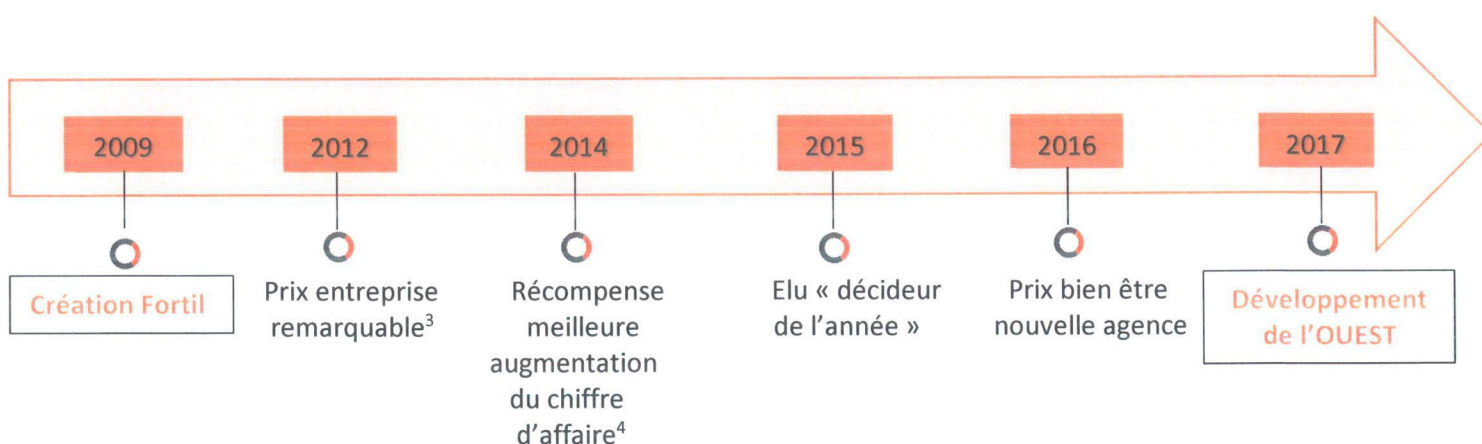 2009
2012
2014
2015
2016
2017
Création Fortil
Prix entreprise
remarquable³
Récompense
meilleure
augmentation
du chiffre
d'affaire⁴
Elu « décideur
de l'année »
Prix bien être
nouvelle agence
Développement
de l'OUEST